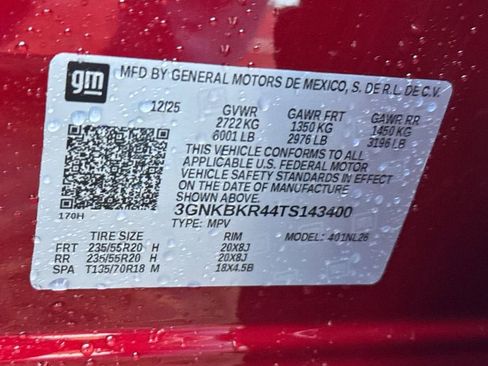 gm
MFD BY GENERAL MOTORS DE MEXICO, S. DE R.L. DE C.V.
12/25 GVWR GAWR FRT GAWR RR
2722 KG 1350 KG 1450 KG
6001 LB 2976 LB 3196 LB
THIS VEHICLE CONFORMS TO ALL
APPLICABLE U.S. FEDERAL MOTOR
VEHICLE SAFETY STANDARDS IN EFFECT
ON THE DATE OF MANUFACTURE
SHOWN ABOVE.
170H 3GNKBKR44TS143400
TYPE: MPV MODEL: 401NL26
TIRE SIZE RIM
FRT 235/55R20 H 20X8J
RR 235/55R20 H 20X8J
SPA T135/70R18 M 18X4.5B